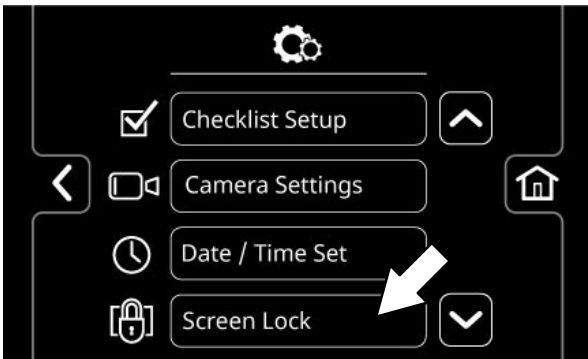 Checklist Setup
Camera Settings
Date / Time Set
Screen Lock